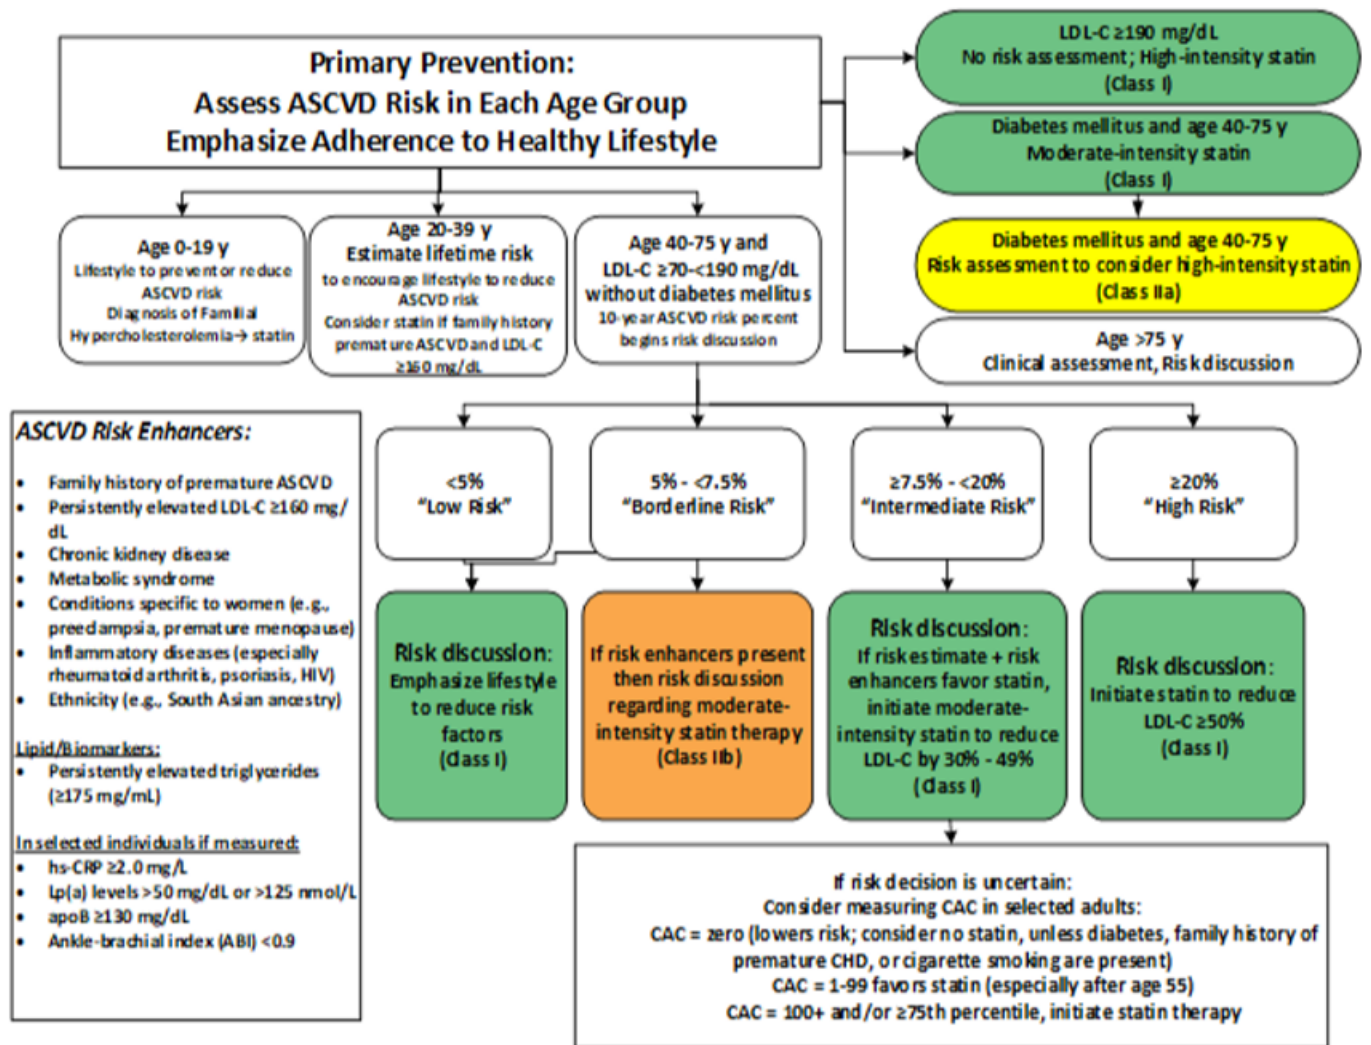 Primary Prevention:
Assess ASCVD Risk in Each Age Group
Emphasize Adherence to Healthy Lifestyle
LDL-C ≥190 mg/dL
No risk assessment; High-intensity statin
(Class I)
Diabetes mellitus and age 40-75 y
Moderate-intensity statin
(Class I)
Diabetes mellitus and age 40-75 y
Risk assessment to consider high-intensity statin
(Class IIa)
Age >75 y
Clinical assessment, Risk discussion
Age 0-19 y
Lifestyle to prevent or reduce
ASCVD risk
Diagnosis of Familial
Hypercholesterolemia→ statin
Age 20-39 y
Estimate lifetime risk
to encourage lifestyle to reduce
ASCVD risk
Consider statin if family history
premature ASCVD and LDL-C
≥160 mg/dL
Age 40-75 y and
LDL-C ≥70-<190 mg/dL
without diabetes mellitus
10-year ASCVD risk percent
begins risk discussion
<5%
“Low Risk”
5% - <7.5%
“Borderline Risk”
≥7.5% - <20%
“Intermediate Risk”
≥20%
“High Risk”
Risk discussion:
Emphasize lifestyle
to reduce risk
factors
(Class I)
If risk enhancers present
then risk discussion
regarding moderate-
intensity statin therapy
(Class IIb)
Risk discussion:
If risk estimate + risk
enhancers favor statin,
initiate moderate-
intensity statin to reduce
LDL-C by 30% - 49%
(Class I)
Risk discussion:
Initiate statin to reduce
LDL-C ≥50%
(Class I)
ASCVD Risk Enhancers:
• Family history of premature ASCVD
• Persistently elevated LDL-C ≥160 mg/
dL
• Chronic kidney disease
• Metabolic syndrome
• Conditions specific to women (e.g.,
preeclampsia, premature menopause)
• Inflammatory diseases (especially
rheumatoid arthritis, psoriasis, HIV)
• Ethnicity (e.g., South Asian ancestry)
Lipid/Biomarkers:
• Persistently elevated triglycerides
(≥175 mg/mL)
In selected individuals if measured:
• hs-CRP ≥2.0 mg/L
• Lp(a) levels >50 mg/dL or >125 nmol/L
• apoB ≥130 mg/dL
• Ankle-brachial index (ABI) <0.9
If risk decision is uncertain:
Consider measuring CAC in selected adults:
CAC = zero (lowers risk; consider no statin, unless diabetes, family history of
premature CHD, or cigarette smoking are present)
CAC = 1-99 favors statin (especially after age 55)
CAC = 100+ and/or ≥75th percentile, initiate statin therapy